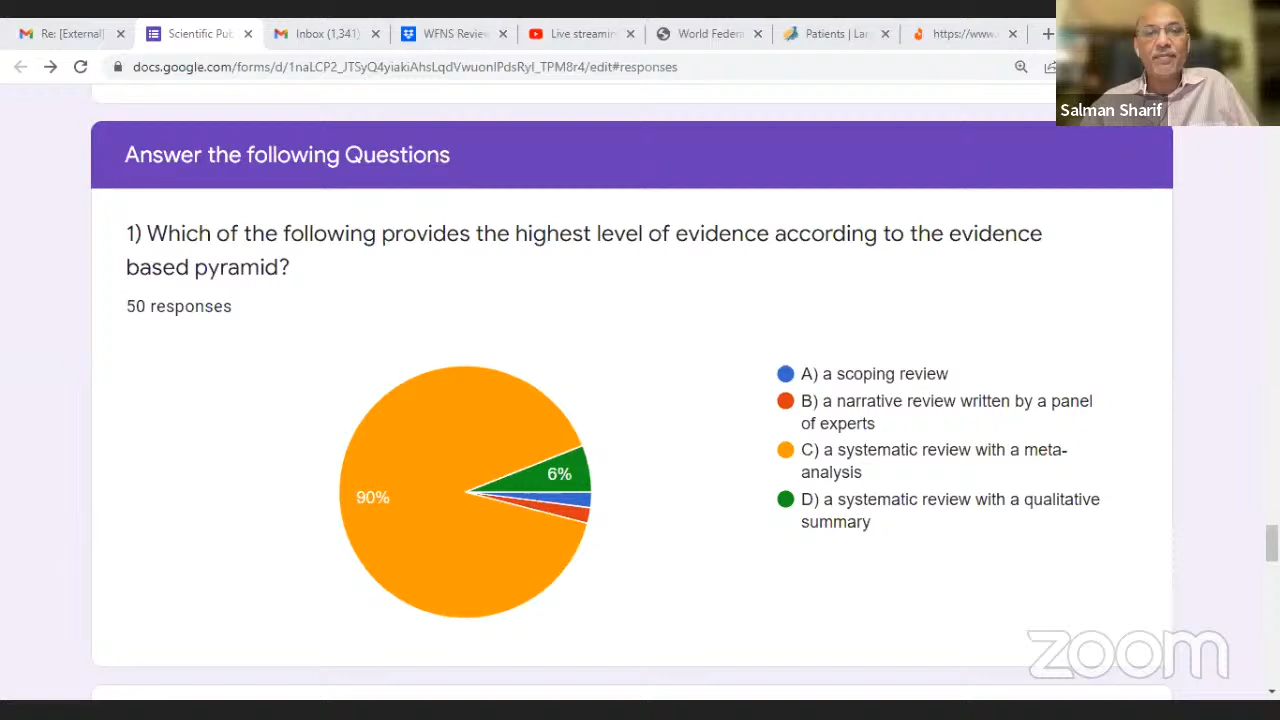 Re: [External]
Scientific Pu
Inbox (1,341)
WFNS Revie
Live streamin
World Federa
Patients | Lar
https://www.
docs.google.com/forms/d/1naLCP2_JTSyQ4yiakiAhsLqdVwuonIPdsRyl_TPM8r4/edit#responses
Salman Sharif
Answer the following Questions
1) Which of the following provides the highest level of evidence according to the evidence
based pyramid?
50 responses
A) a scoping review
B) a narrative review written by a panel
of experts
C) a systematic review with a meta-
analysis
D) a systematic review with a qualitative
summary
6%
90%
zoom